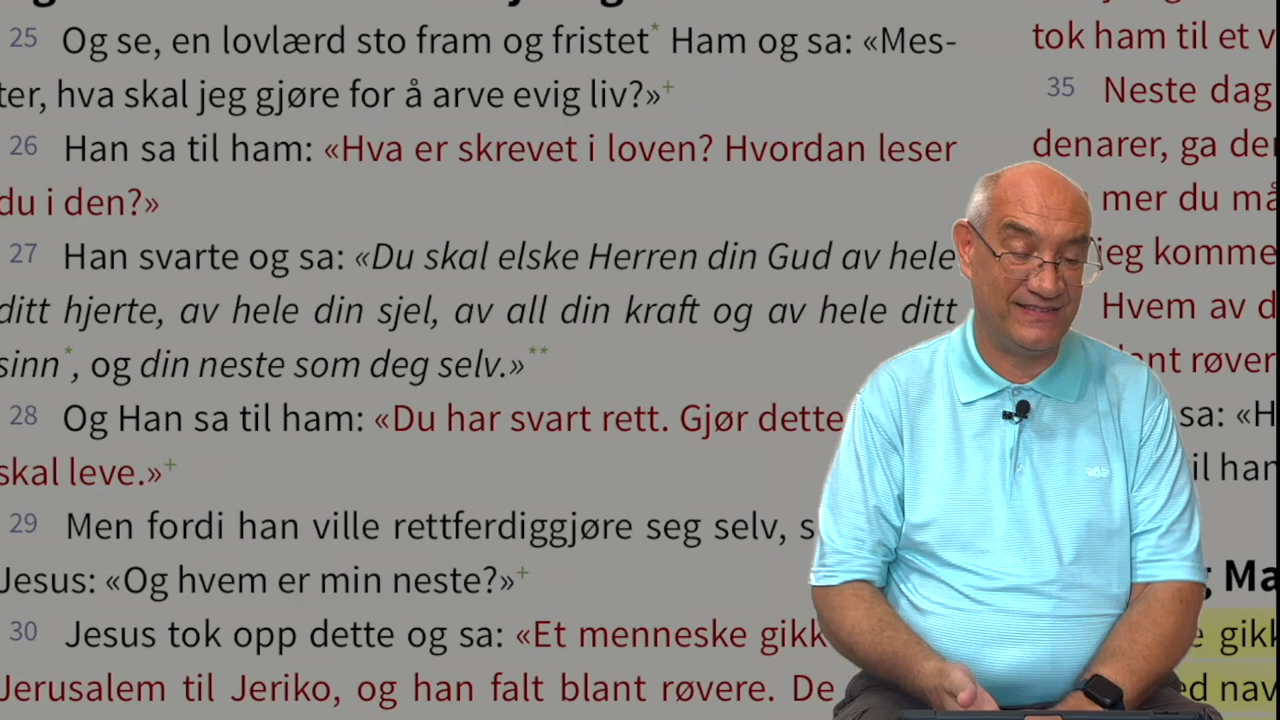 25 Og se, en lovlærd sto fram og fristet* Ham og sa: «Mes-
ter, hva skal jeg gjøre for å arve evig liv?»+
26 Han sa til ham: «Hva er skrevet i loven? Hvordan leser
du i den?»
27 Han svarte og sa: «Du skal elske Herren din Gud av hele
ditt hjerte, av hele din sjel, av all din kraft og av hele ditt
sinn*, og din neste som deg selv.»**
28 Og Han sa til ham: «Du har svart rett. Gjør dette
skal leve.»+
29 Men fordi han ville rettferdiggjøre seg selv, s
Jesus: «Og hvem er min neste?»+
30 Jesus tok opp dette og sa: «Et menneske gikk
Jerusalem til Jeriko, og han falt blant røvere. De
tok ham til et v
35 Neste dag
denarer, ga de
mer du må
jeg komme
Hvem av d
lant røver
sa: «H
il han
g Ma
gikk
ed nav